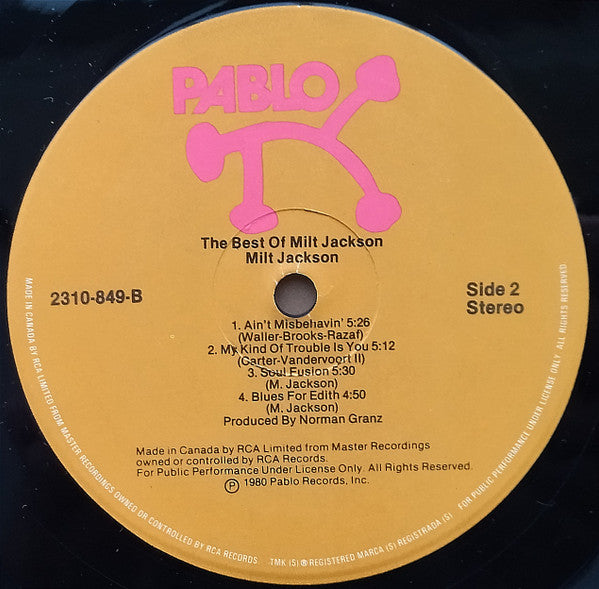 PABLO
The Best Of Milt Jackson
Milt Jackson
2310-849-B
Side 2
Stereo
1. Ain't Misbehavin' 5:26
(Waller-Brooks-Razaf)
2. My Kind Of Trouble Is You 5:12
(Carter-Vandervoort II)
3. Soul Fusion 5:30
(M. Jackson)
4. Blues For Edith 4:50
(M. Jackson)
Produced By Norman Granz
Made in Canada by RCA Limited from Master Recordings
owned or controlled by RCA Records.
For Public Performance Under License Only. All Rights Reserved.
Ⓟ 1980 Pablo Records, Inc.
MADE IN CANADA BY RCA LIMITED FROM MASTER RECORDINGS OWNED OR CONTROLLED BY RCA RECORDS TMK (S) ® REGISTERED MARCA (S) REGISTRADA (S) FOR PUBLIC PERFORMANCE UNDER LICENSE ONLY ALL RIGHTS RESERVED